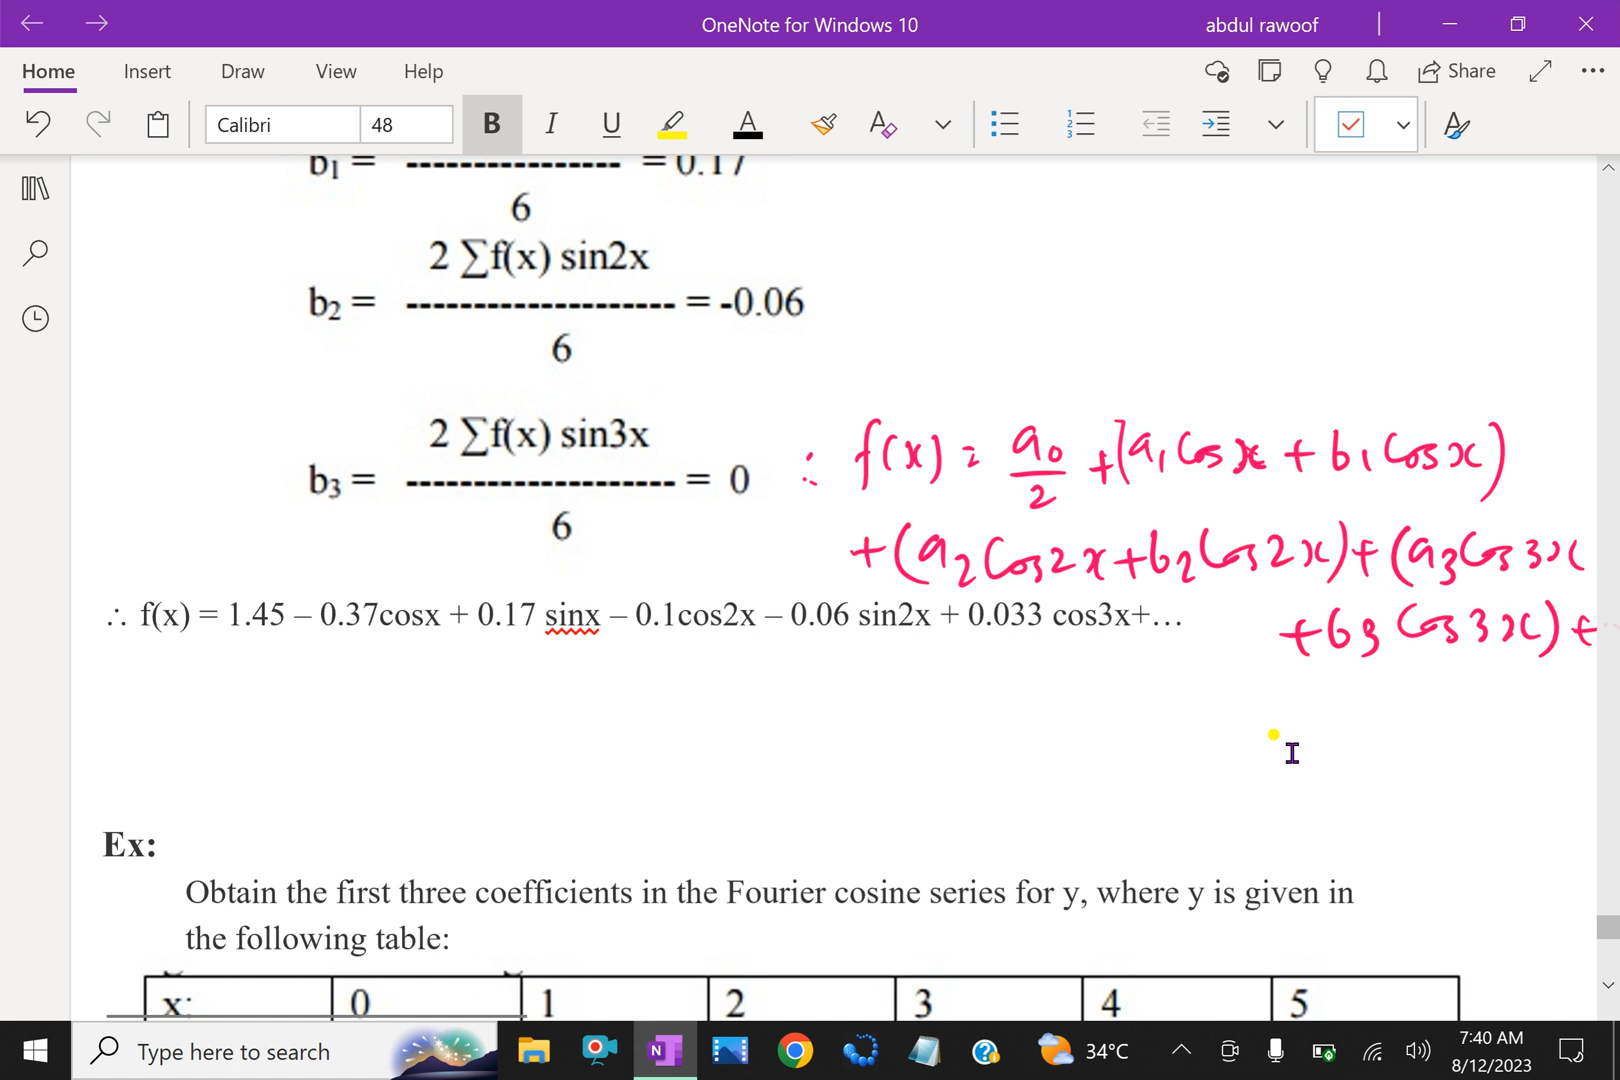 OneNote for Windows 10
abdul rawoof
Home Insert Draw View Help
Share
Calibri 48 B I U A A
b₁ = -------------- = 0.17
6
2 ∑f(x) sin2x
b₂ = -------------------- = -0.06
6
2 ∑f(x) sin3x
b₃ = -------------------- = 0
6
∴ f(x) = a₀/2 + (a₁ Cos x + b₁ Cos x)
+ (a₂ Cos 2x + b₂ Cos 2x) + (a₃ Cos 3x
+ b₃ Cos 3x) + ..
∴ f(x) = 1.45 – 0.37cosx + 0.17 sinx – 0.1cos2x – 0.06 sin2x + 0.033 cos3x+…
Ex:
Obtain the first three coefficients in the Fourier cosine series for y, where y is given in
the following table:
x: 0 1 2 3 4 5
Type here to search
34°C
7:40 AM
8/12/2023